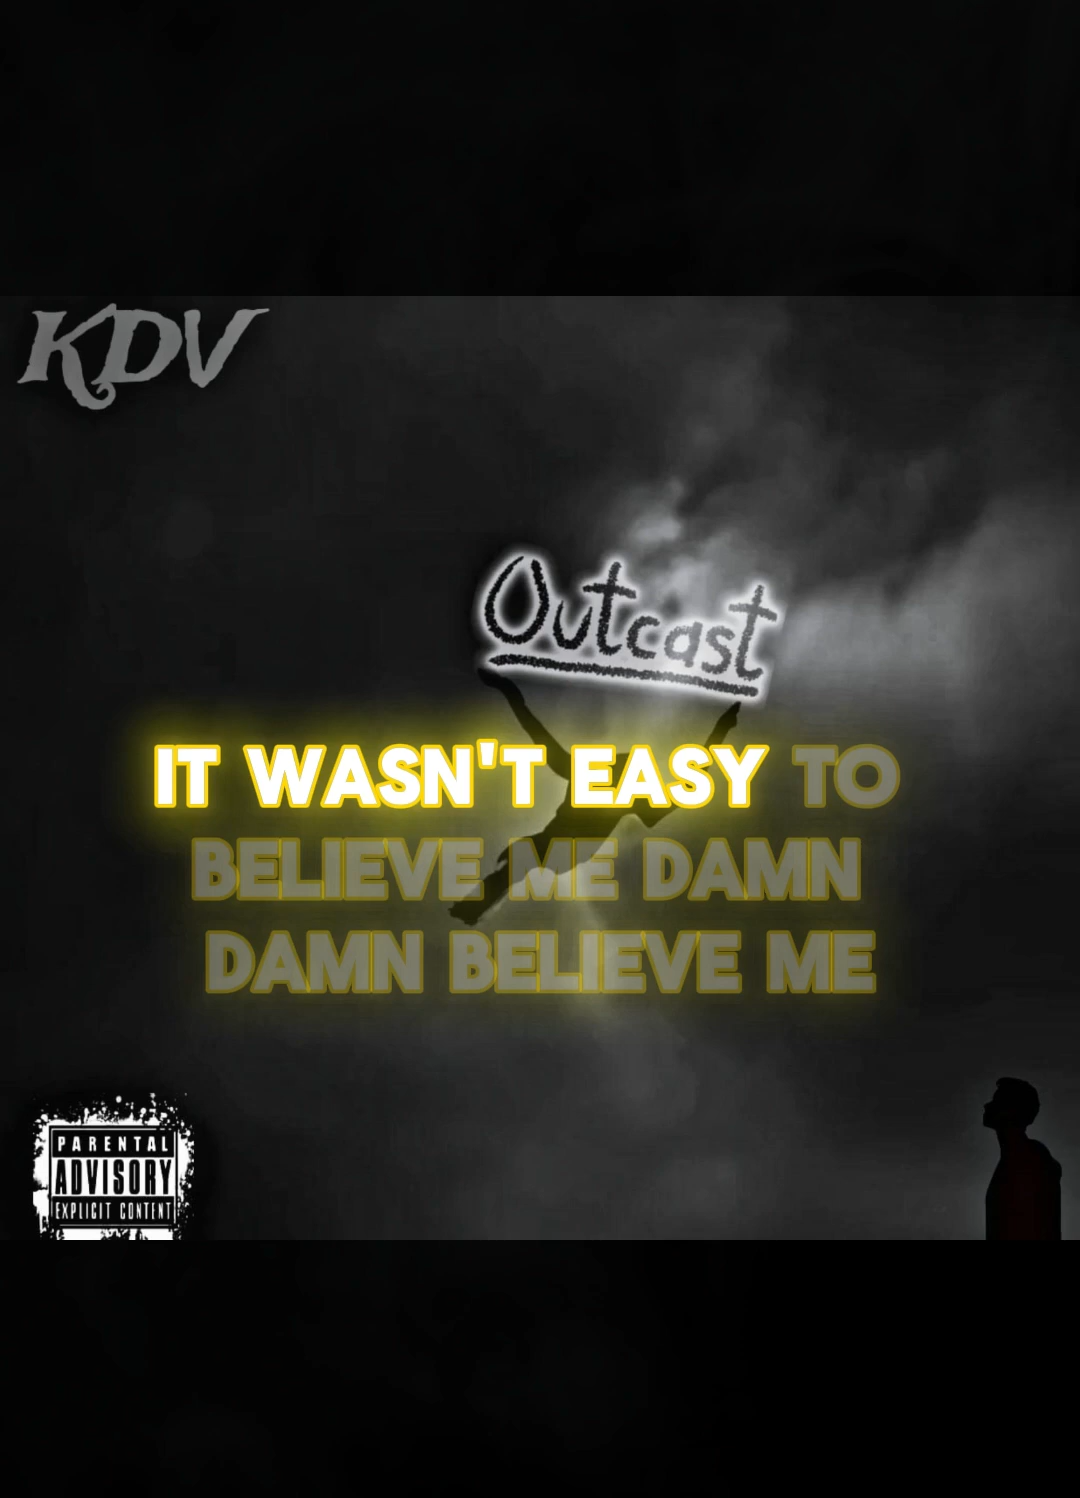 KDV
Outcast
IT WASN'T EASY TO
BELIEVE ME DAMN
DAMN BELIEVE ME
PARENTAL
ADVISORY
EXPLICIT CONTENT